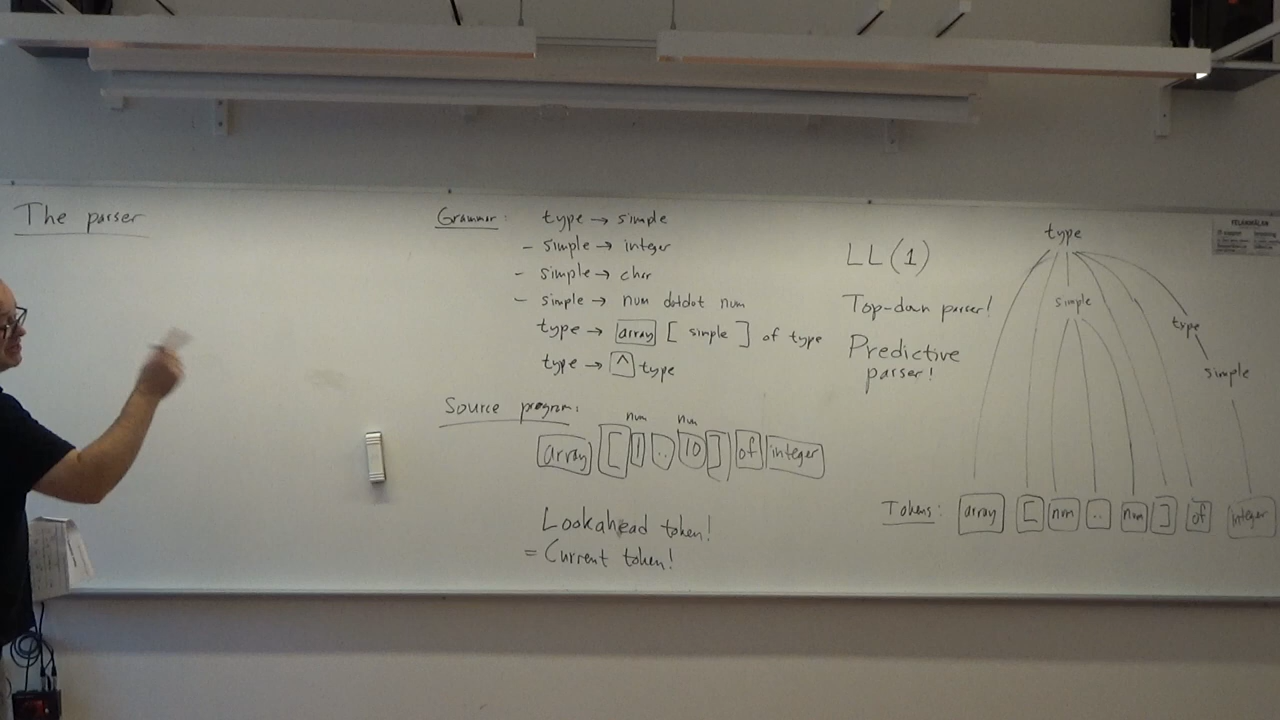 The parser
Grammar: type → simple
– simple → integer
– simple → char
– simple → num dotdot num
type → array [ simple ] of type
type → ^ type
Source program:
num num
array [ 1 .. 10 ] of integer
Lookahead token!
= Current token!
LL(1)
Top-down parser!
Predictive
parser!
type
simple
type
simple
Tokens: array [ num .. num ] of integer